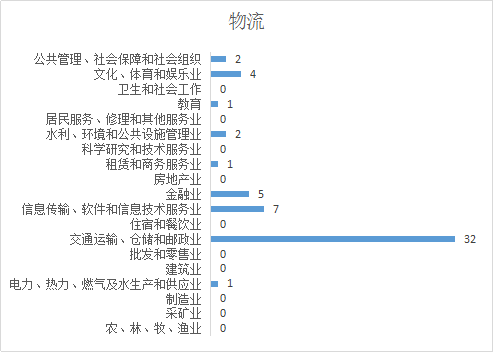 物流
公共管理、社会保障和社会组织 2
文化、体育和娱乐业 4
卫生和社会工作 0
教育 1
居民服务、修理和其他服务业 0
水利、环境和公共设施管理业 2
科学研究和技术服务业 0
租赁和商务服务业 1
房地产业 0
金融业 5
信息传输、软件和信息技术服务业 7
住宿和餐饮业 0
交通运输、仓储和邮政业 32
批发和零售业 0
建筑业 0
电力、热力、燃气及水生产和供应业 1
制造业 0
采矿业 0
农、林、牧、渔业 0